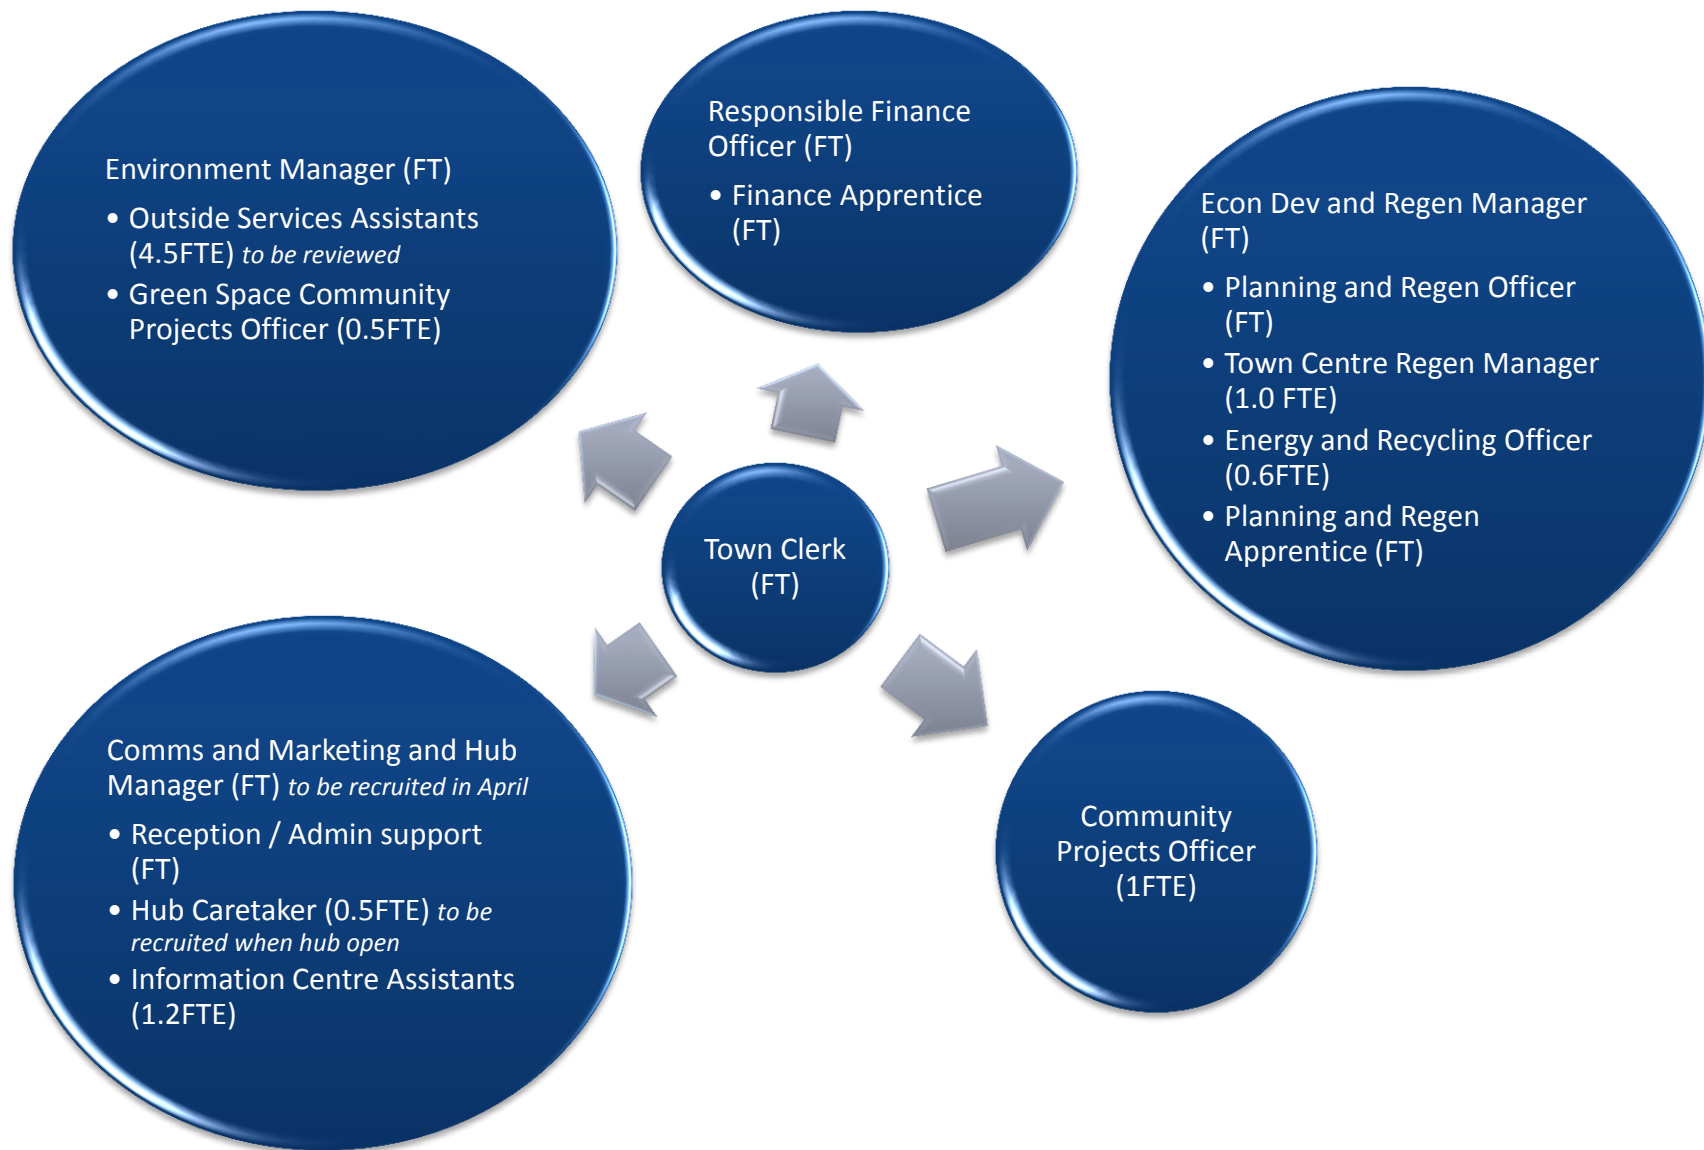 Environment Manager (FT)
• Outside Services Assistants
(4.5FTE) to be reviewed
• Green Space Community
Projects Officer (0.5FTE)
Responsible Finance
Officer (FT)
• Finance Apprentice
(FT)
Econ Dev and Regen Manager
(FT)
• Planning and Regen Officer
(FT)
• Town Centre Regen Manager
(1.0 FTE)
• Energy and Recycling Officer
(0.6FTE)
• Planning and Regen
Apprentice (FT)
Town Clerk
(FT)
Comms and Marketing and Hub
Manager (FT) to be recruited in April
• Reception / Admin support
(FT)
• Hub Caretaker (0.5FTE) to be
recruited when hub open
• Information Centre Assistants
(1.2FTE)
Community
Projects Officer
(1FTE)